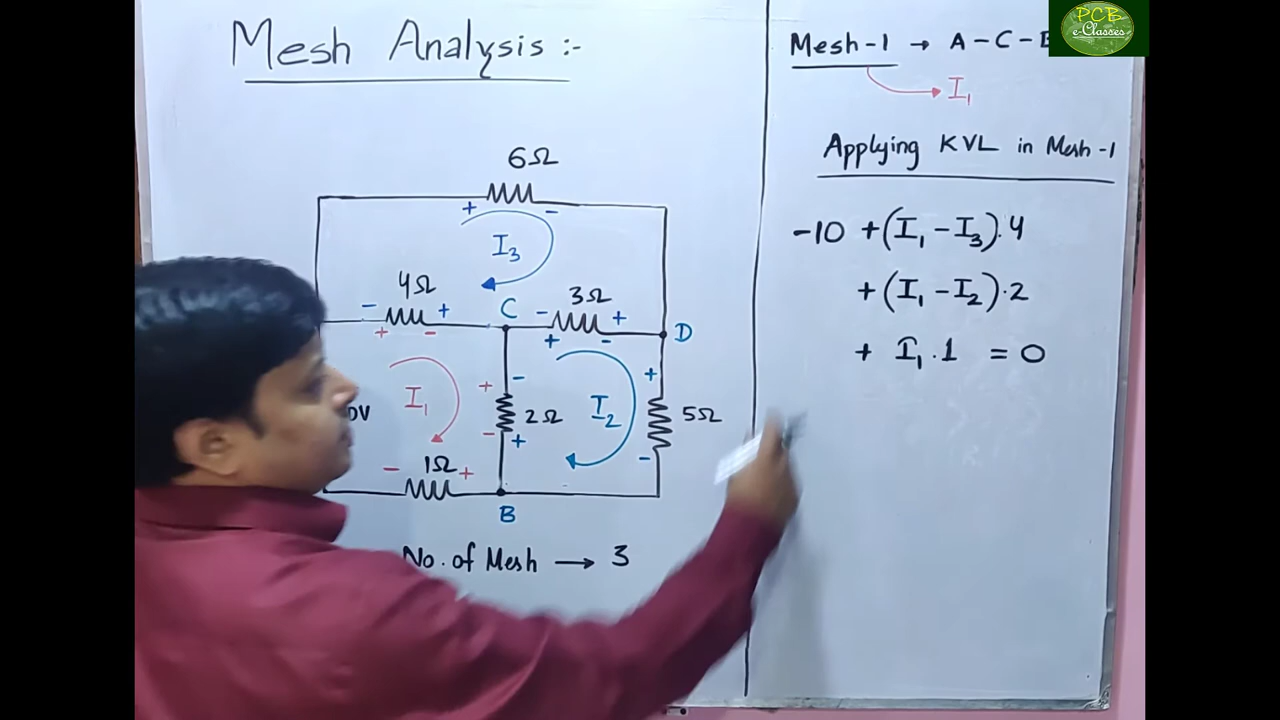 Mesh Analysis :-
6Ω
+ -
I3
4Ω
C
3Ω
- +
- +
D
+ -
+ -
I1
+
-
-
+
2Ω
I2
+
-
5Ω
0V
- 1Ω +
B
No. of Mesh → 3
PCB
e-Classes
Mesh-1 → A-C-B
I1
Applying KVL in Mesh-1
-10 +(I1 - I3).4
+(I1 - I2).2
+ I1.1 = 0